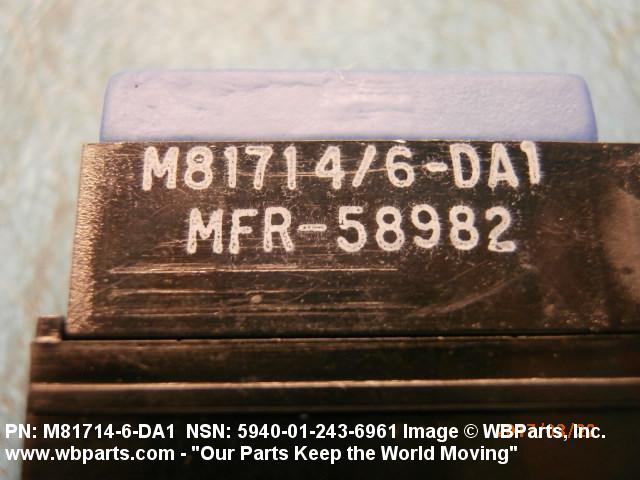 M81714/6-DA1
MFR-58982
PN: M81714-6-DA1 NSN: 5940-01-243-6961 Image © WBParts, Inc.
www.wbparts.com - "Our Parts Keep the World Moving"